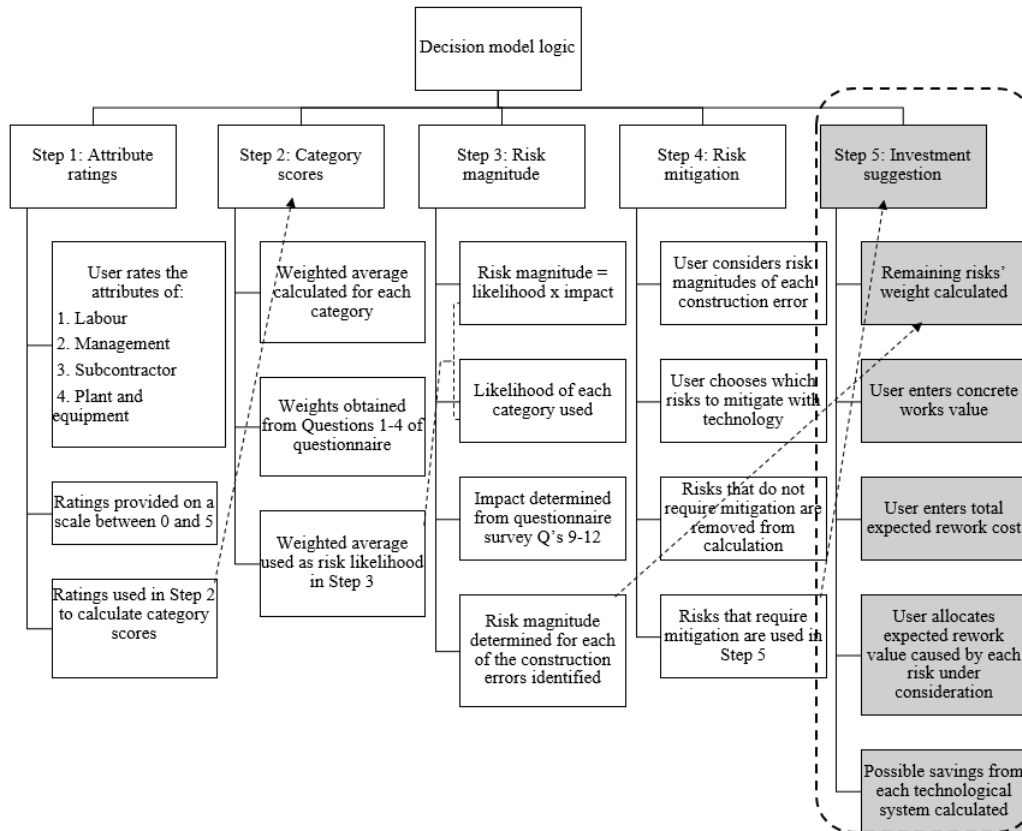 Decision model logic
Step 1: Attribute
ratings
User rates the
attributes of:
1. Labour
2. Management
3. Subcontractor
4. Plant and
equipment
Ratings provided on a
scale between 0 and 5
Ratings used in Step 2
to calculate category
scores
Step 2: Category
scores
Weighted average
calculated for each
category
Weights obtained
from Questions 1-4 of
questionnaire
Weighted average
used as risk likelihood
in Step 3
Step 3: Risk
magnitude
Risk magnitude =
likelihood x impact
Likelihood of each
category used
Impact determined
from questionnaire
survey Q's 9-12
Risk magnitude
determined for each
of the construction
errors identified
Step 4: Risk
mitigation
User considers risk
magnitudes of each
construction error
User chooses which
risks to mitigate with
technology
Risks that do not
require mitigation are
removed from
calculation
Risks that require
mitigation are used in
Step 5
Step 5: Investment
suggestion
Remaining risks'
weight calculated
User enters concrete
works value
User enters total
expected rework cost
User allocates
expected rework
value caused by each
risk under
consideration
Possible savings from
each technological
system calculated